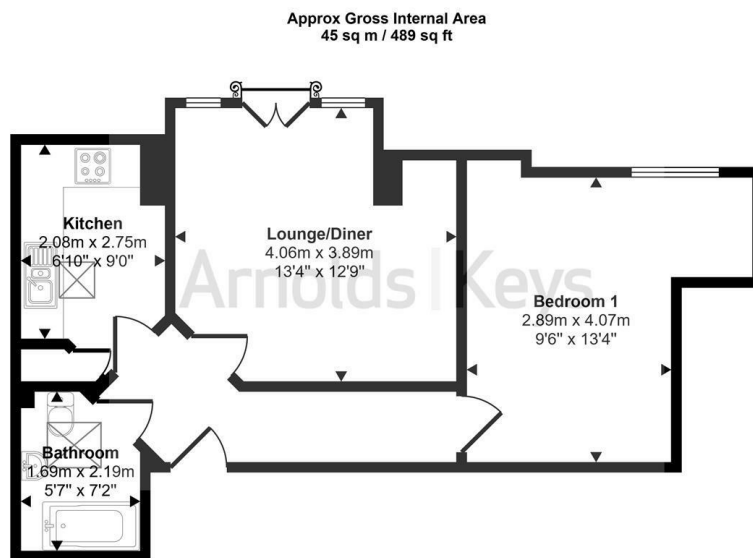 Approx Gross Internal Area
45 sq m / 489 sq ft
Kitchen
2.08m x 2.75m
6'10" x 9'0"
Lounge/Diner
4.06m x 3.89m
13'4" x 12'9"
Arnolds | Keys
Bedroom 1
2.89m x 4.07m
9'6" x 13'4"
Bathroom
1.69m x 2.19m
5'7" x 7'2"